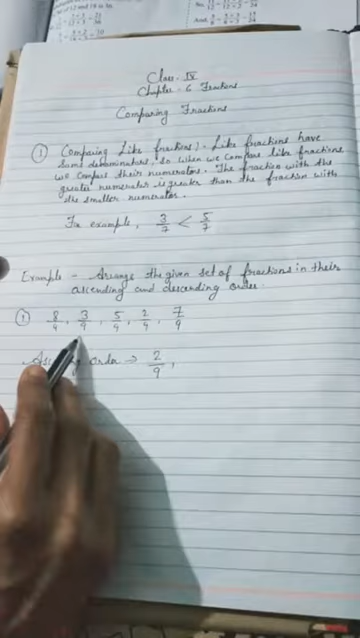 Class - IV
Chapter - 6 Fractions
Comparing Fractions
① Comparing Like fractions :- Like fractions have
same denominators, so when we compare like fractions
we compare their numerators. The fraction with the
greater numerator is greater than the fraction with
the smaller numerator.
For example, 3/7 < 5/7
Example - Arrange the given set of fractions in their
ascending and descending order.
① 8/9, 3/9, 5/9, 2/9, 7/9
order → 2/9,